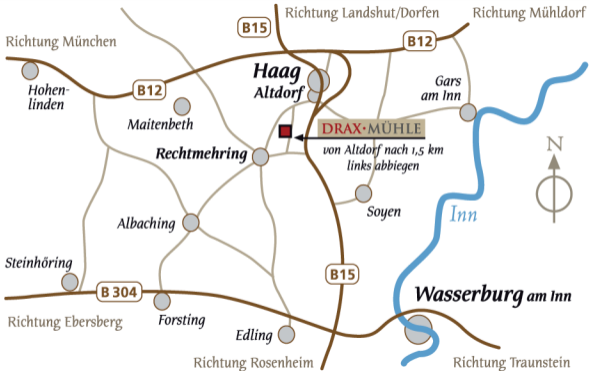 Richtung Landshut/Dorfen
Richtung Mühldorf
B15
Richtung München
B12
Haag
Altdorf
Gars
am Inn
Hohen-
linden
B12
Maitenbeth
DRAX·MÜHLE
von Altdorf nach 1,5 km
links abbiegen
N
Rechtmehring
Soyen
Inn
Albaching
Steinhöring
B15
B 304
Wasserburg am Inn
Richtung Ebersberg
Forsting
Edling
Richtung Rosenheim
Richtung Traunstein